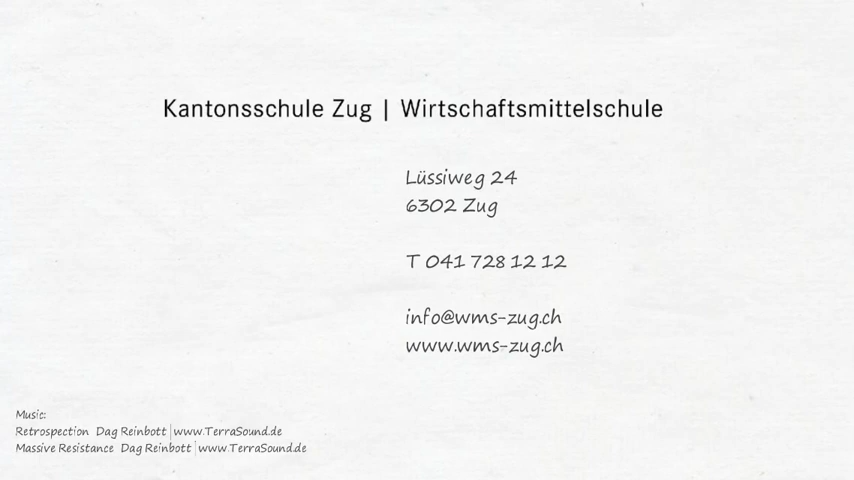 Kantonsschule Zug | Wirtschaftsmittelschule
Lüssiweg 24
6302 Zug
T 041 728 12 12
info@wms-zug.ch
www.wms-zug.ch
Music:
Retrospection Dag Reinbott | www.TerraSound.de
Massive Resistance Dag Reinbott | www.TerraSound.de